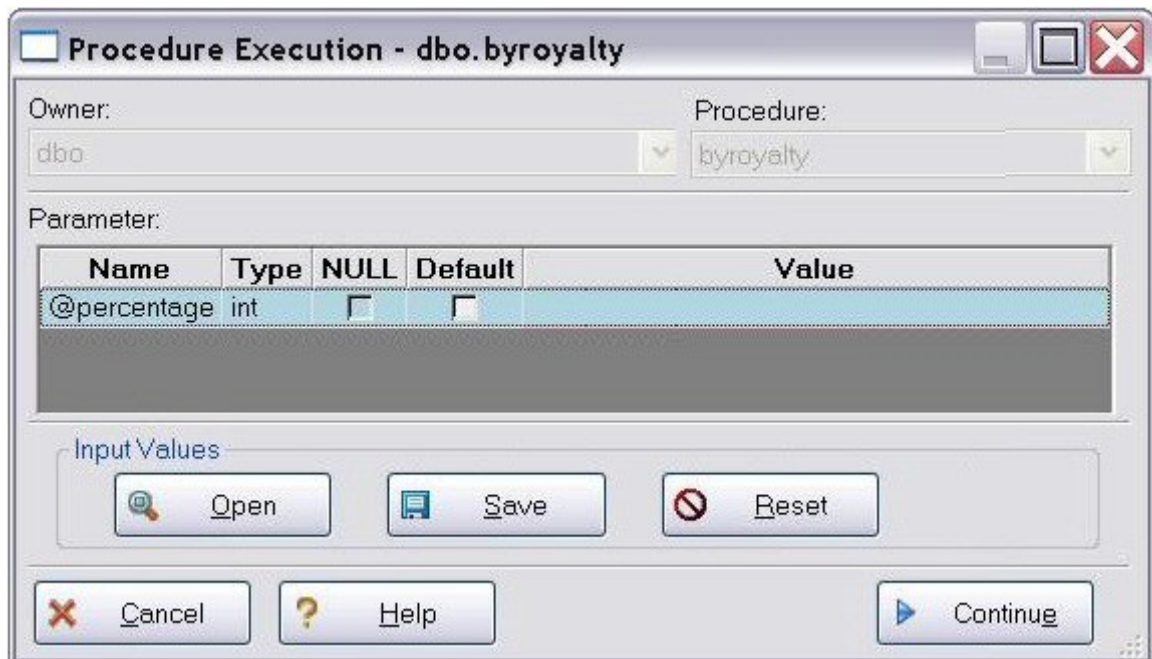 Procedure Execution - dbo.byroyalty
Owner: Procedure:
dbo byroyalty
Parameter:
Name Type NULL Default Value
@percentage int
Input Values
Open Save Reset
Cancel Help Continue